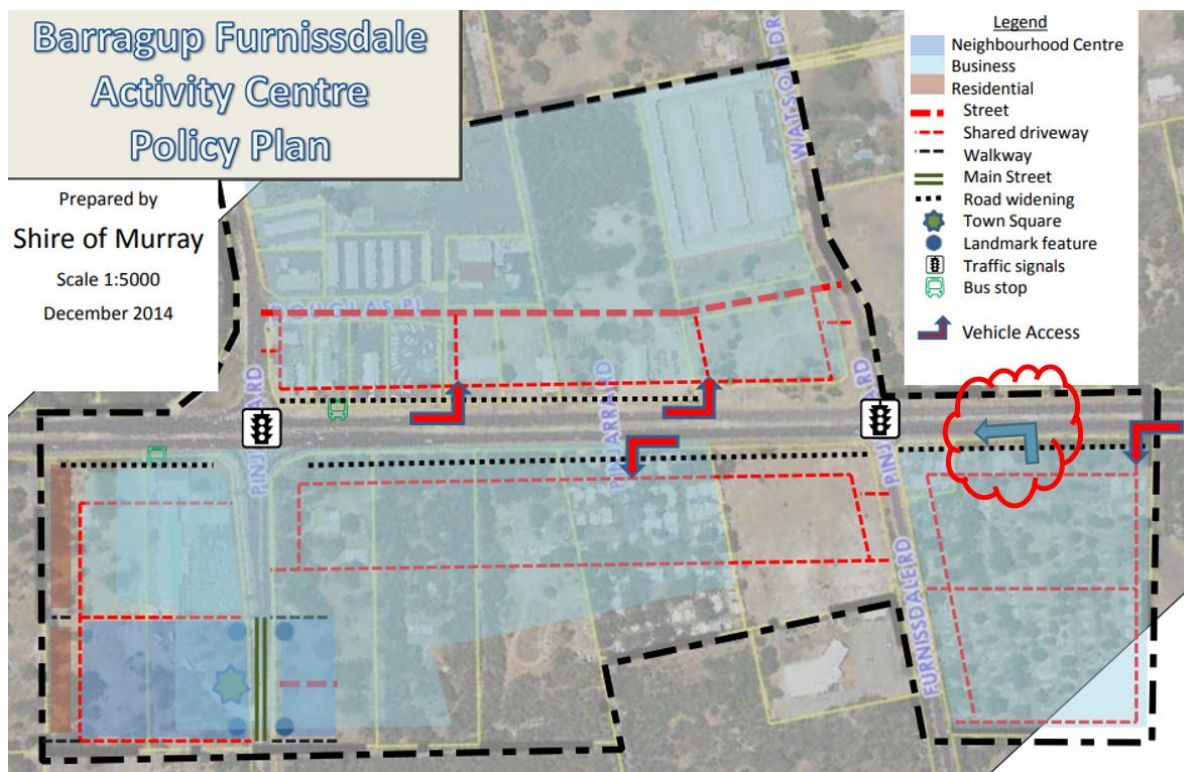 Barragup Furnissdale
Activity Centre
Policy Plan
Prepared by
Shire of Murray
Scale 1:5000
December 2014
Legend
Neighbourhood Centre
Business
Residential
Street
Shared driveway
Walkway
Main Street
Road widening
Town Square
Landmark feature
Traffic signals
Bus stop
Vehicle Access
WATSON DR
DOUGLAS PL
PINJARRA RD
PINJARRA RD
PINJARRA RD
FURNISSDALE RD